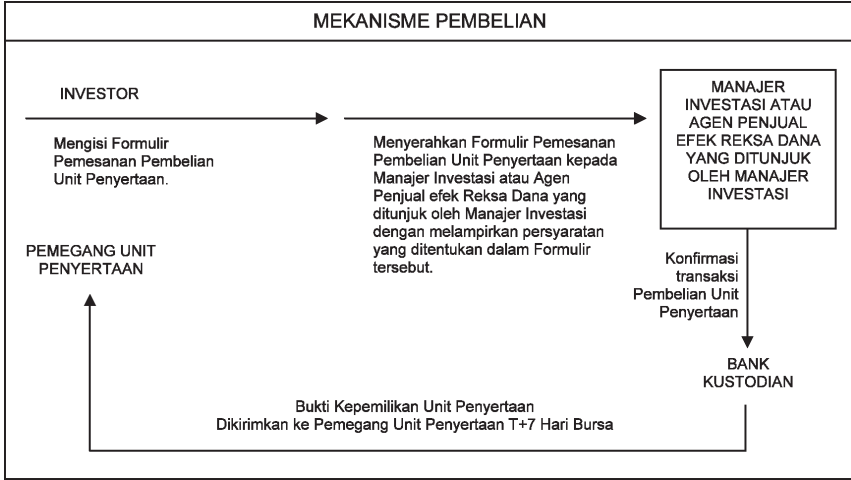 MEKANISME PEMBELIAN
INVESTOR
Mengisi Formulir
Pemesanan Pembelian
Unit Penyertaan.
Menyerahkan Formulir Pemesanan
Pembelian Unit Penyertaan kepada
Manajer Investasi atau Agen
Penjual efek Reksa Dana yang
ditunjuk oleh Manajer Investasi
dengan melampirkan persyaratan
yang ditentukan dalam Formulir
tersebut.
MANAJER
INVESTASI ATAU
AGEN PENJUAL
EFEK REKSA DANA
YANG DITUNJUK
OLEH MANAJER
INVESTASI
Konfirmasi
transaksi
Pembelian Unit
Penyertaan
BANK
KUSTODIAN
Bukti Kepemilikan Unit Penyertaan
Dikirimkan ke Pemegang Unit Penyertaan T+7 Hari Bursa
PEMEGANG UNIT
PENYERTAAN